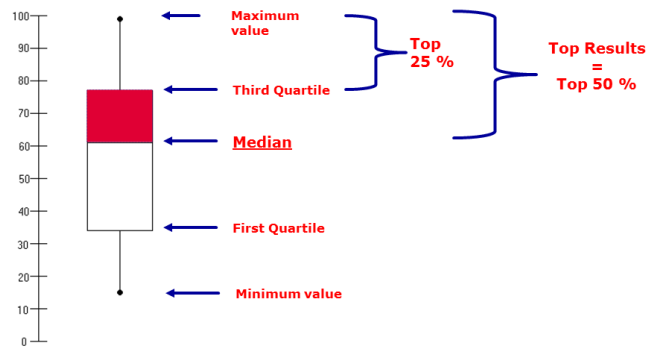 100
90
80
70
60
50
40
30
20
10
0
Maximum
value
Third Quartile
Median
First Quartile
Minimum value
Top
25 %
Top Results
=
Top 50 %